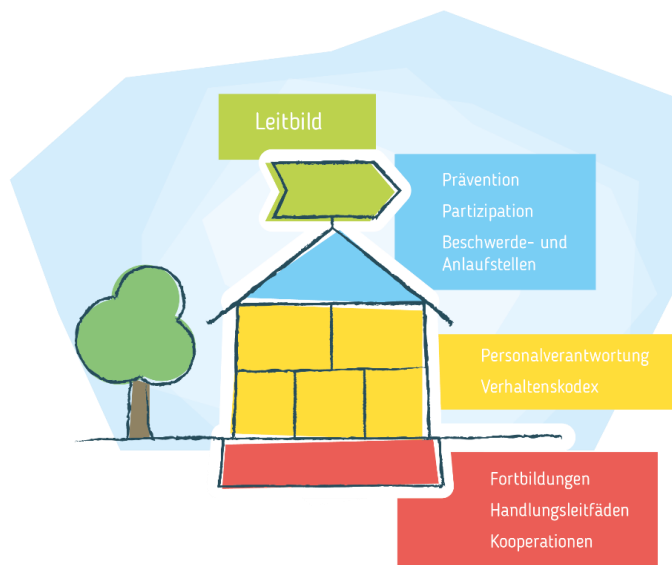 Leitbild
Prävention
Partizipation
Beschwerde- und
Anlaufstellen
Personalverantwortung
Verhaltenskodex
Fortbildungen
Handlungsleitfäden
Kooperationen